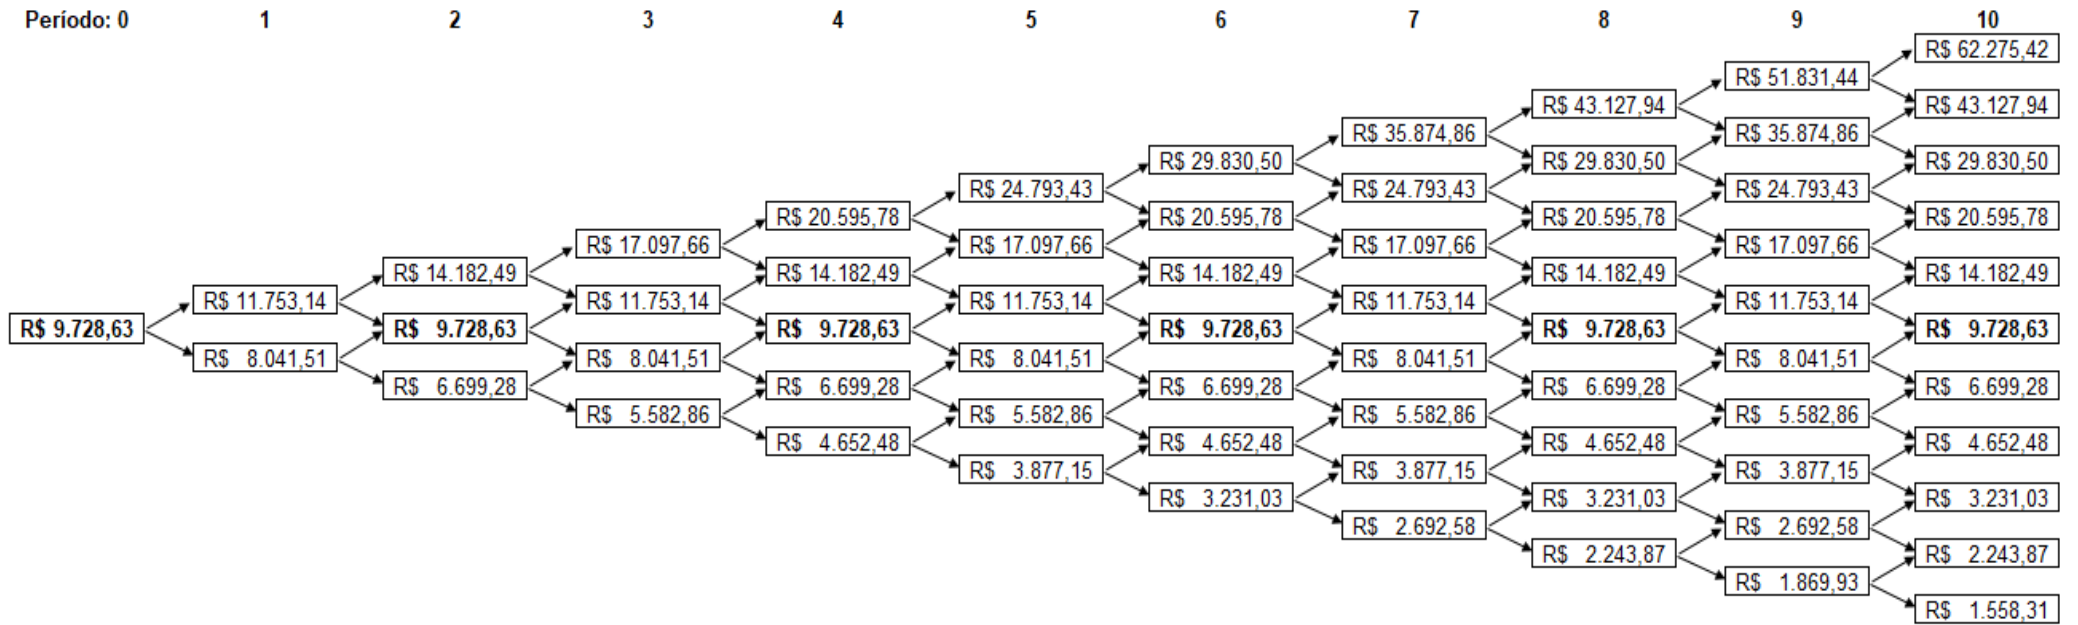 Período: 0 1 2 3 4 5 6 7 8 9 10
R$ 62.275,42
R$ 51.831,44
R$ 43.127,94 R$ 43.127,94
R$ 35.874,86 R$ 35.874,86
R$ 29.830,50 R$ 29.830,50 R$ 29.830,50
R$ 24.793,43 R$ 24.793,43 R$ 24.793,43
R$ 20.595,78 R$ 20.595,78 R$ 20.595,78 R$ 20.595,78
R$ 17.097,66 R$ 17.097,66 R$ 17.097,66 R$ 17.097,66
R$ 14.182,49 R$ 14.182,49 R$ 14.182,49 R$ 14.182,49 R$ 14.182,49
R$ 11.753,14 R$ 11.753,14 R$ 11.753,14 R$ 11.753,14 R$ 11.753,14
R$ 9.728,63 R$ 9.728,63 R$ 9.728,63 R$ 9.728,63 R$ 9.728,63 R$ 9.728,63
R$ 8.041,51 R$ 8.041,51 R$ 8.041,51 R$ 8.041,51 R$ 8.041,51
R$ 6.699,28 R$ 6.699,28 R$ 6.699,28 R$ 6.699,28 R$ 6.699,28
R$ 5.582,86 R$ 5.582,86 R$ 5.582,86 R$ 5.582,86
R$ 4.652,48 R$ 4.652,48 R$ 4.652,48 R$ 4.652,48
R$ 3.877,15 R$ 3.877,15 R$ 3.877,15
R$ 3.231,03 R$ 3.231,03 R$ 3.231,03
R$ 2.692,58 R$ 2.692,58
R$ 2.243,87 R$ 2.243,87
R$ 1.869,93
R$ 1.558,31